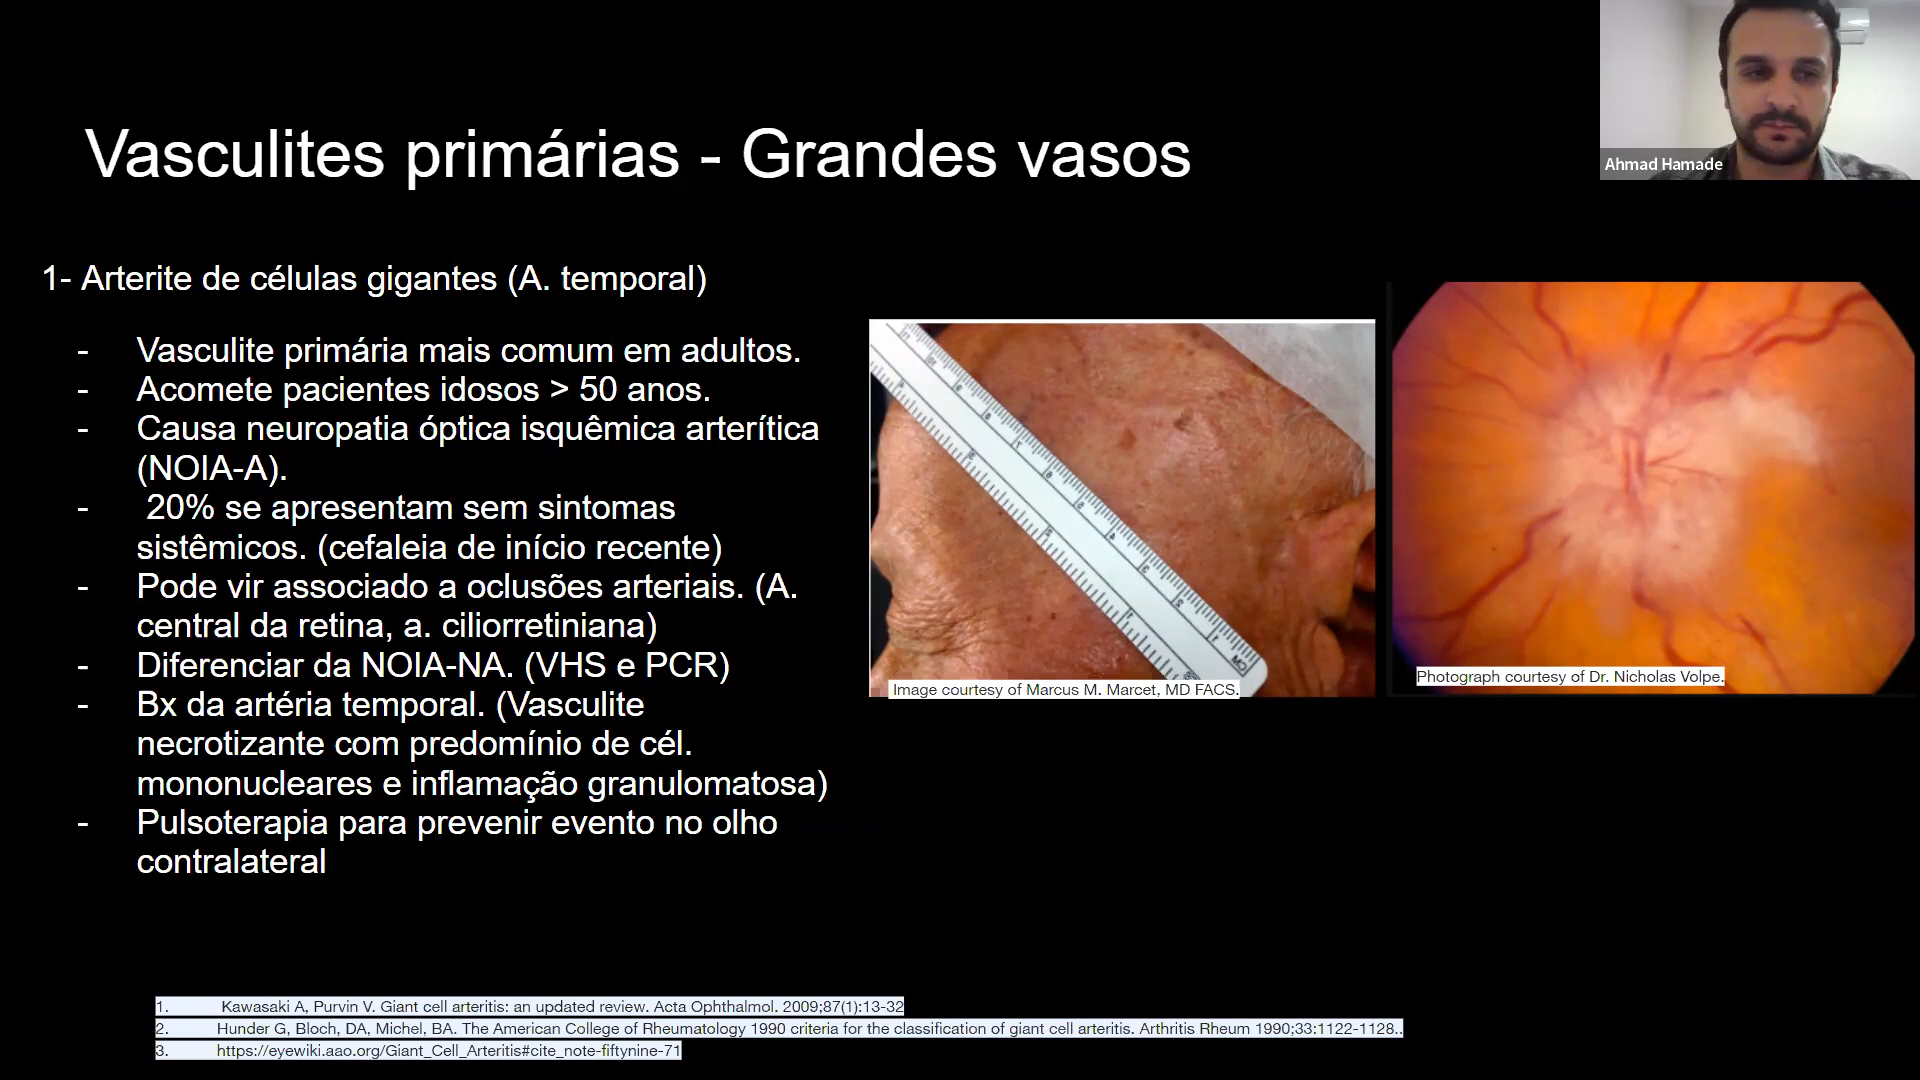 Ahmad Hamade
Vasculites primárias - Grandes vasos
1- Arterite de células gigantes (A. temporal)
- Vasculite primária mais comum em adultos.
- Acomete pacientes idosos > 50 anos.
- Causa neuropatia óptica isquêmica arterítica
(NOIA-A).
- 20% se apresentam sem sintomas
sistêmicos. (cefaleia de início recente)
- Pode vir associado a oclusões arteriais. (A.
central da retina, a. ciliorretiniana)
- Diferenciar da NOIA-NA. (VHS e PCR)
- Bx da artéria temporal. (Vasculite
necrotizante com predomínio de cél.
mononucleares e inflamação granulomatosa)
- Pulsoterapia para prevenir evento no olho
contralateral
Image courtesy of Marcus M. Marcet, MD FACS.
Photograph courtesy of Dr. Nicholas Volpe.
1. Kawasaki A, Purvin V. Giant cell arteritis: an updated review. Acta Ophthalmol. 2009;87(1):13-32
2. Hunder G, Bloch, DA, Michel, BA. The American College of Rheumatology 1990 criteria for the classification of giant cell arteritis. Arthritis Rheum 1990;33:1122-1128..
3. https://eyewiki.aao.org/Giant_Cell_Arteritis#cite_note-fiftynine-71